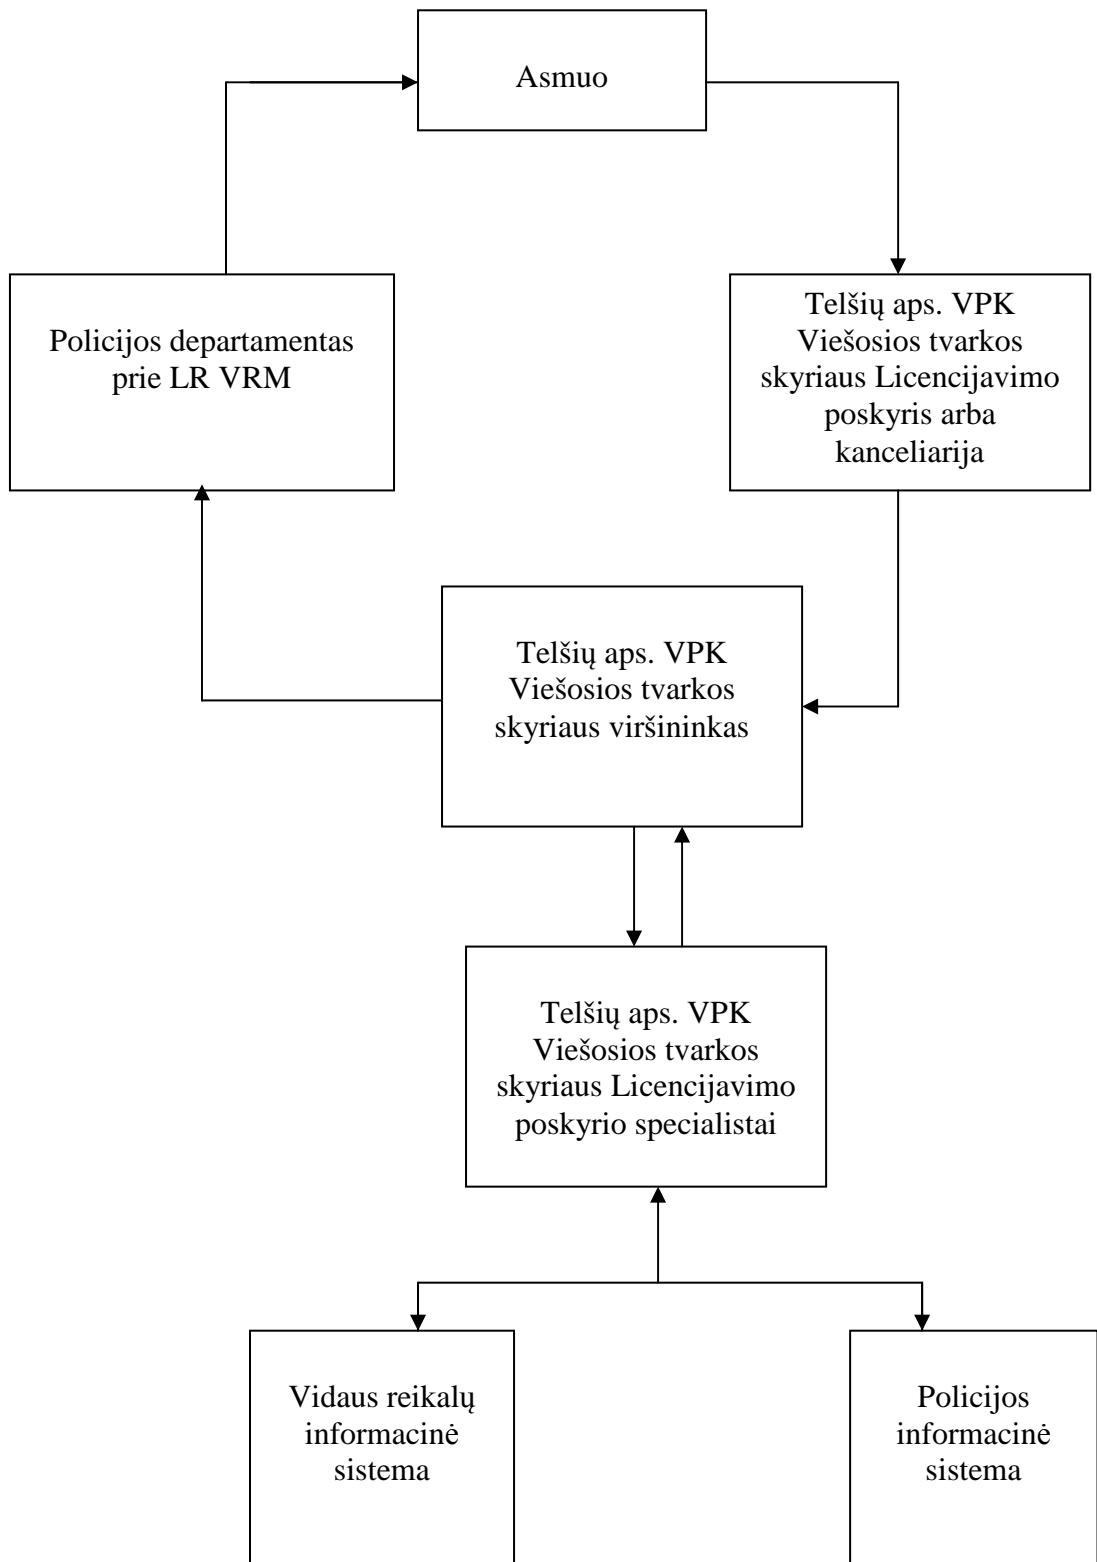 Asmuo
Policijos departamentas
prie LR VRM
Telšių aps. VPK
Viešosios tvarkos
skyriaus Licencijavimo
poskyris arba
kanceliarija
Telšių aps. VPK
Viešosios tvarkos
skyriaus viršininkas
Telšių aps. VPK
Viešosios tvarkos
skyriaus Licencijavimo
poskyrio specialistai
Vidaus reikalų
informacinė
sistema
Policijos
informacinė
sistema